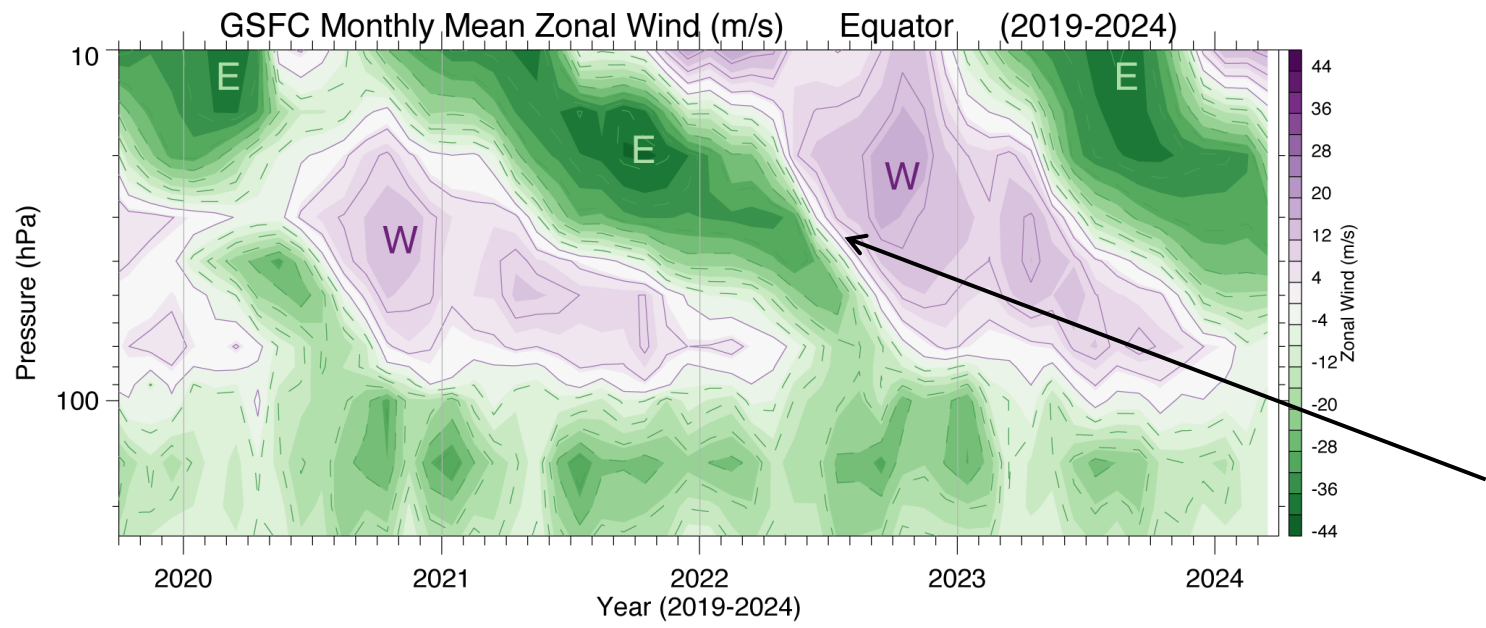 GSFC Monthly Mean Zonal Wind (m/s) Equator (2019-2024)
10
100
Pressure (hPa)
E
W
E
W
E
2020
2021
2022
2023
2024
Year (2019-2024)
44
36
28
20
12
4
-4
-12
-20
-28
-36
-44
Zonal Wind (m/s)